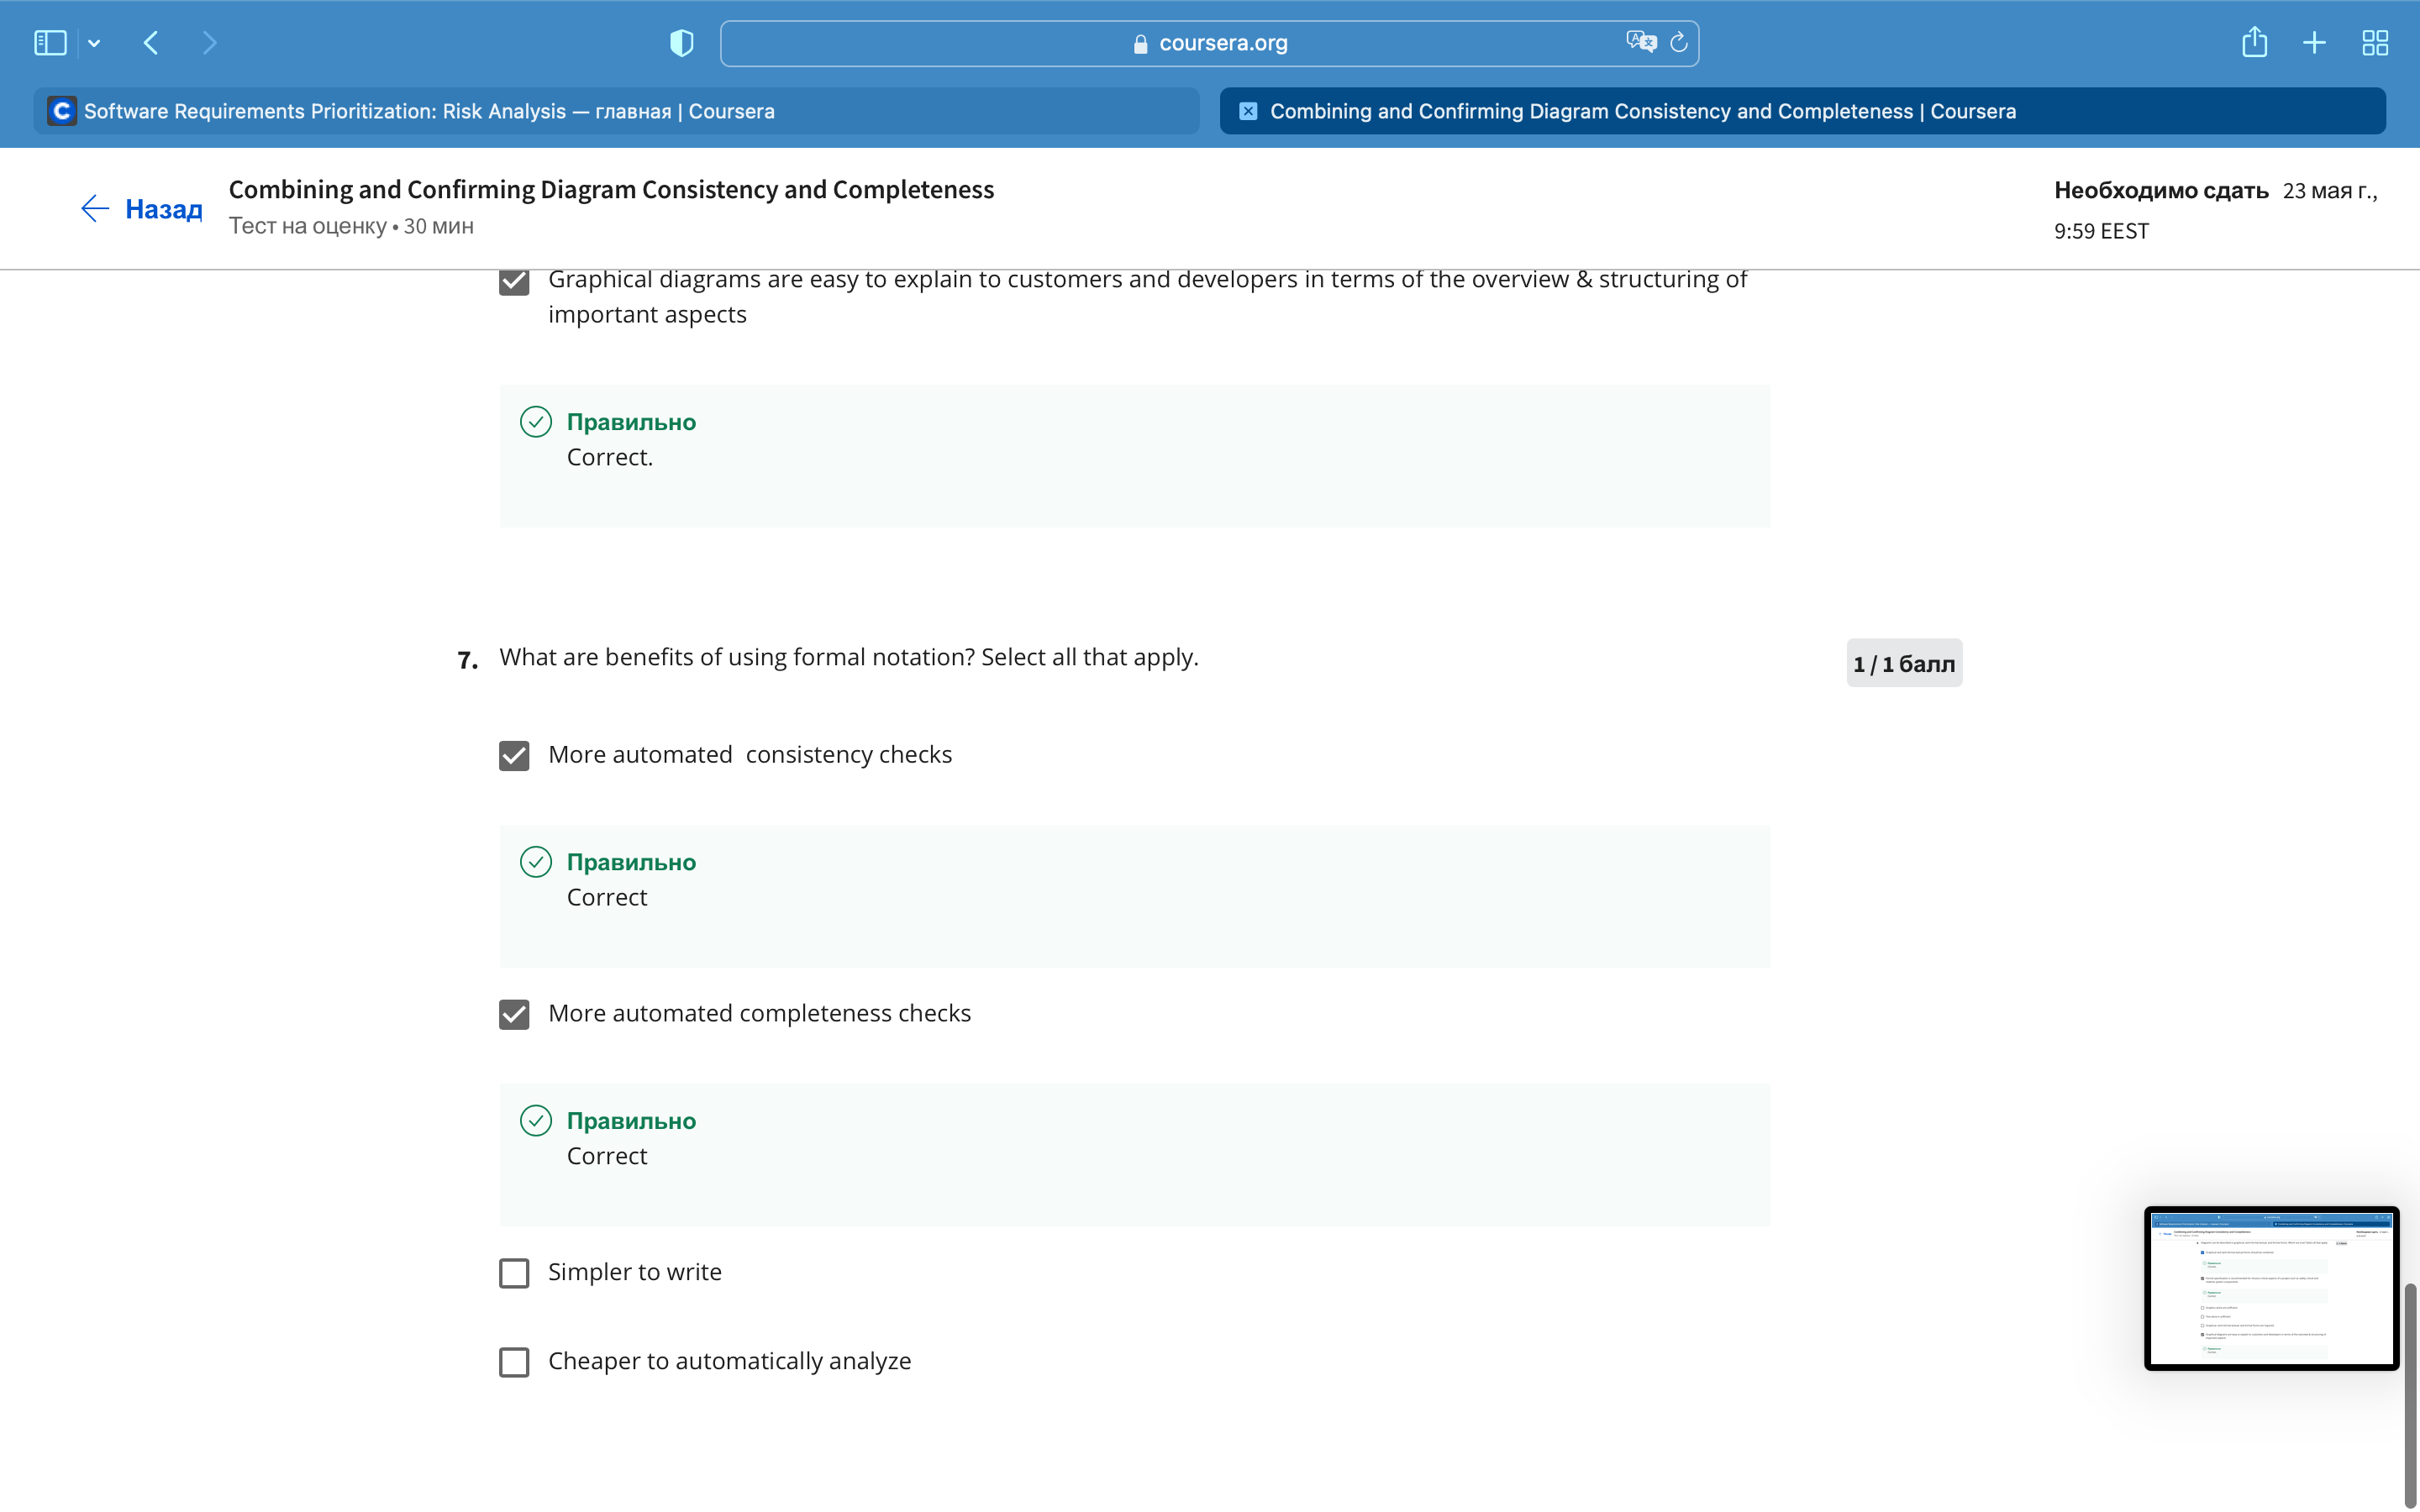 coursera.org
Software Requirements Prioritization: Risk Analysis — главная | Coursera
Combining and Confirming Diagram Consistency and Completeness | Coursera
Назад
Combining and Confirming Diagram Consistency and Completeness
Тест на оценку • 30 мин
Необходимо сдать 23 мая г.,
9:59 EEST
Graphical diagrams are easy to explain to customers and developers in terms of the overview & structuring of
important aspects
Правильно
Correct.
7. What are benefits of using formal notation? Select all that apply.
1 / 1 балл
More automated  consistency checks
Правильно
Correct
More automated completeness checks
Правильно
Correct
Simpler to write
Cheaper to automatically analyze